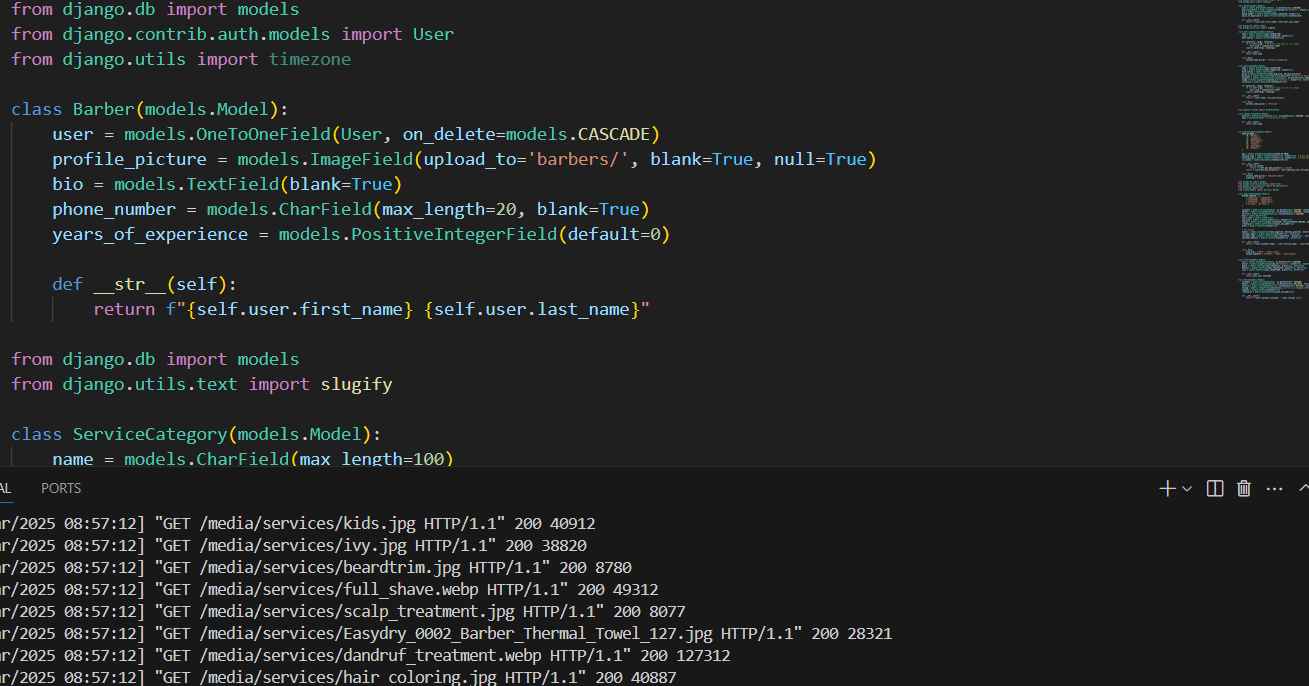 from django.db import models
from django.contrib.auth.models import User
from django.utils import timezone
class Barber(models.Model):
user = models.OneToOneField(User, on_delete=models.CASCADE)
profile_picture = models.ImageField(upload_to='barbers/', blank=True, null=True)
bio = models.TextField(blank=True)
phone_number = models.CharField(max_length=20, blank=True)
years_of_experience = models.PositiveIntegerField(default=0)
def __str__(self):
return f"{self.user.first_name} {self.user.last_name}"
from django.db import models
from django.utils.text import slugify
class ServiceCategory(models.Model):
name = models.CharField(max_length=100)
AL PORTS
ar/2025 08:57:12] "GET /media/services/kids.jpg HTTP/1.1" 200 40912
ar/2025 08:57:12] "GET /media/services/ivy.jpg HTTP/1.1" 200 38820
ar/2025 08:57:12] "GET /media/services/beardtrim.jpg HTTP/1.1" 200 8780
ar/2025 08:57:12] "GET /media/services/full_shave.webp HTTP/1.1" 200 49312
ar/2025 08:57:12] "GET /media/services/scalp_treatment.jpg HTTP/1.1" 200 8077
ar/2025 08:57:12] "GET /media/services/Easydry_0002_Barber_Thermal_Towel_127.jpg HTTP/1.1" 200 28321
ar/2025 08:57:12] "GET /media/services/dandruf_treatment.webp HTTP/1.1" 200 127312
ar/2025 08:57:12] "GET /media/services/hair_coloring.jpg HTTP/1.1" 200 40887